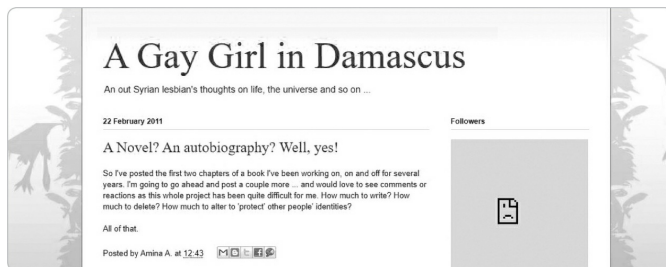 A Gay Girl in Damascus
An out Syrian lesbian's thoughts on life, the universe and so on ...
22 February 2011
Followers
A Novel? An autobiography? Well, yes!
So I've posted the first two chapters of a book I've been working on, on and off for several
years. I'm going to go ahead and post a couple more ... and would love to see comments or
reactions as this whole project has been quite difficult for me. How much to write? How
much to delete? How much to alter to 'protect' other people' identities?
All of that.
Posted by Amina A. at 12:43